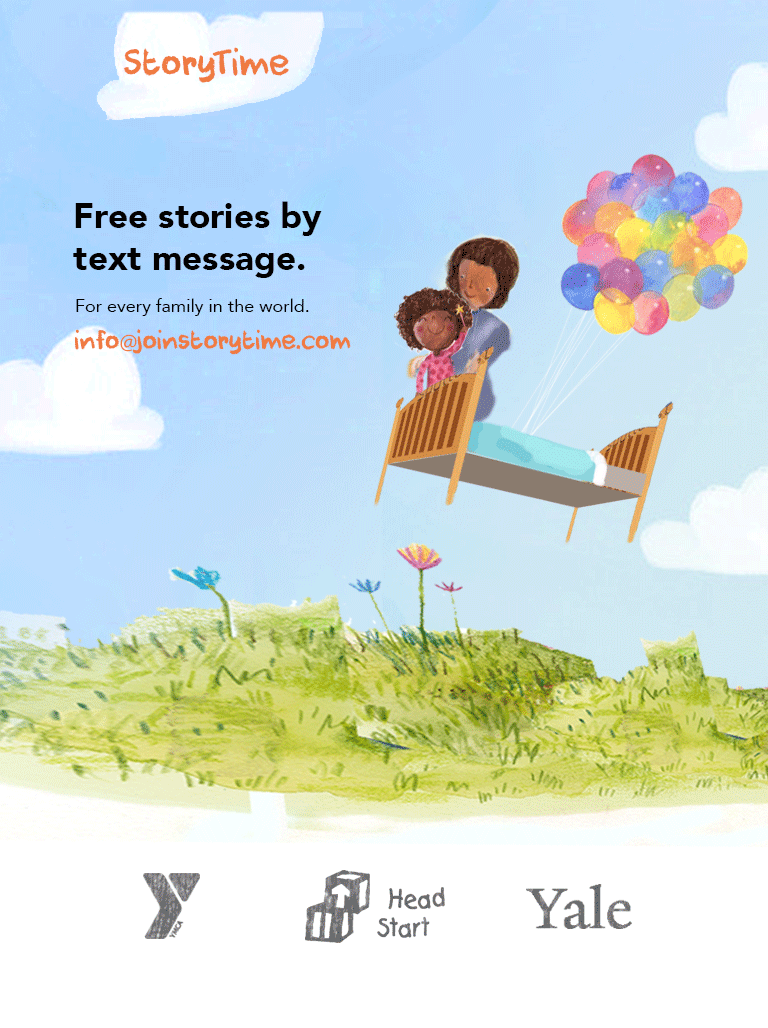 StoryTime
Free stories by
text message.
For every family in the world.
info@joinstorytime.com
YMCA
Head
Start
Yale